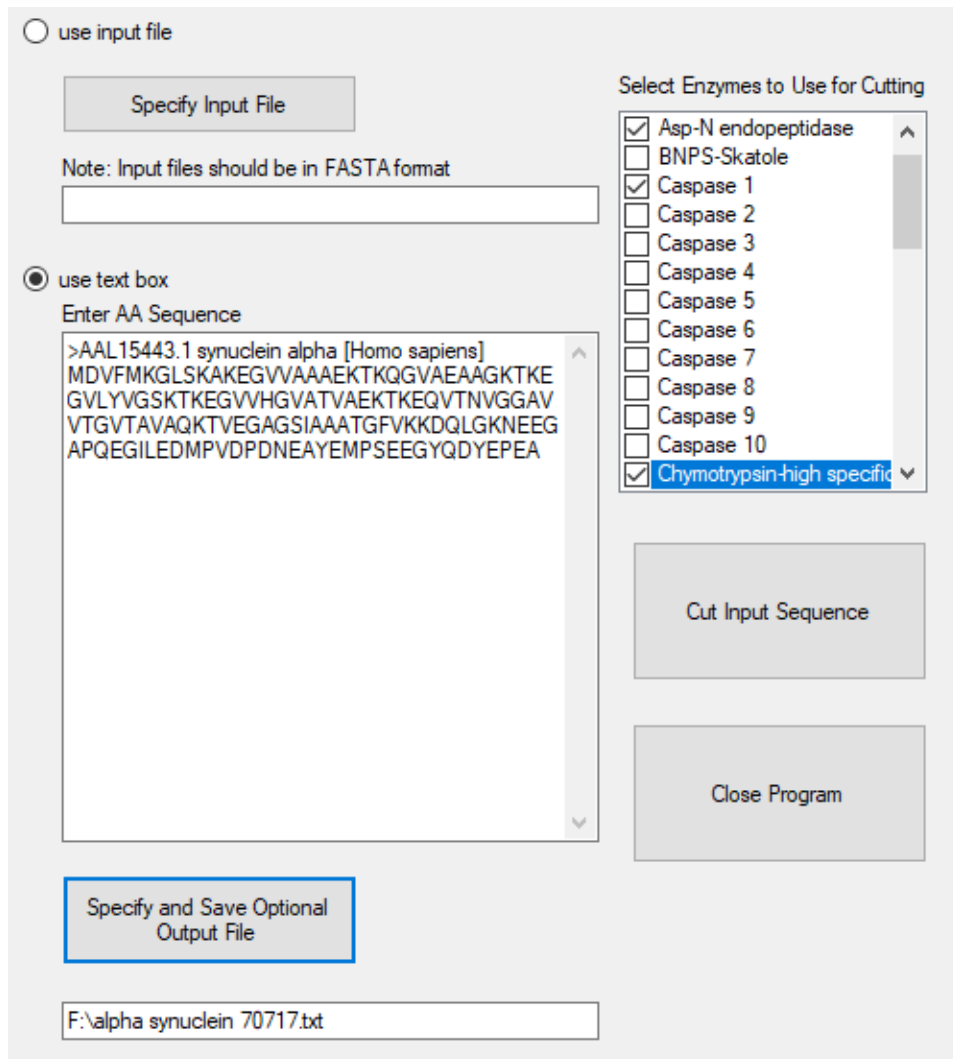 use input file
Specify Input File
Note: Input files should be in FASTA format
use text box
Enter AA Sequence
>AAL15443.1 synuclein alpha [Homo sapiens]
MDVFMKGLSKAKEGVVAAAEKTKQGVAEAAGKTKE
GVLYVGSKTKEGVVHGVATVAEKTKEQVTNVGGAV
VTGVTAVAQKTVEGAGSIAAATGFVKKDQLGKNEEG
APQEGILEDMPVDPDNEAYEMPSEEGYQDYEPEA
Specify and Save Optional
Output File
F:\alpha synuclein 70717.txt
Select Enzymes to Use for Cutting
Asp-N endopeptidase
BNPS-Skatole
Caspase 1
Caspase 2
Caspase 3
Caspase 4
Caspase 5
Caspase 6
Caspase 7
Caspase 8
Caspase 9
Caspase 10
Chymotrypsin-high specific
Cut Input Sequence
Close Program